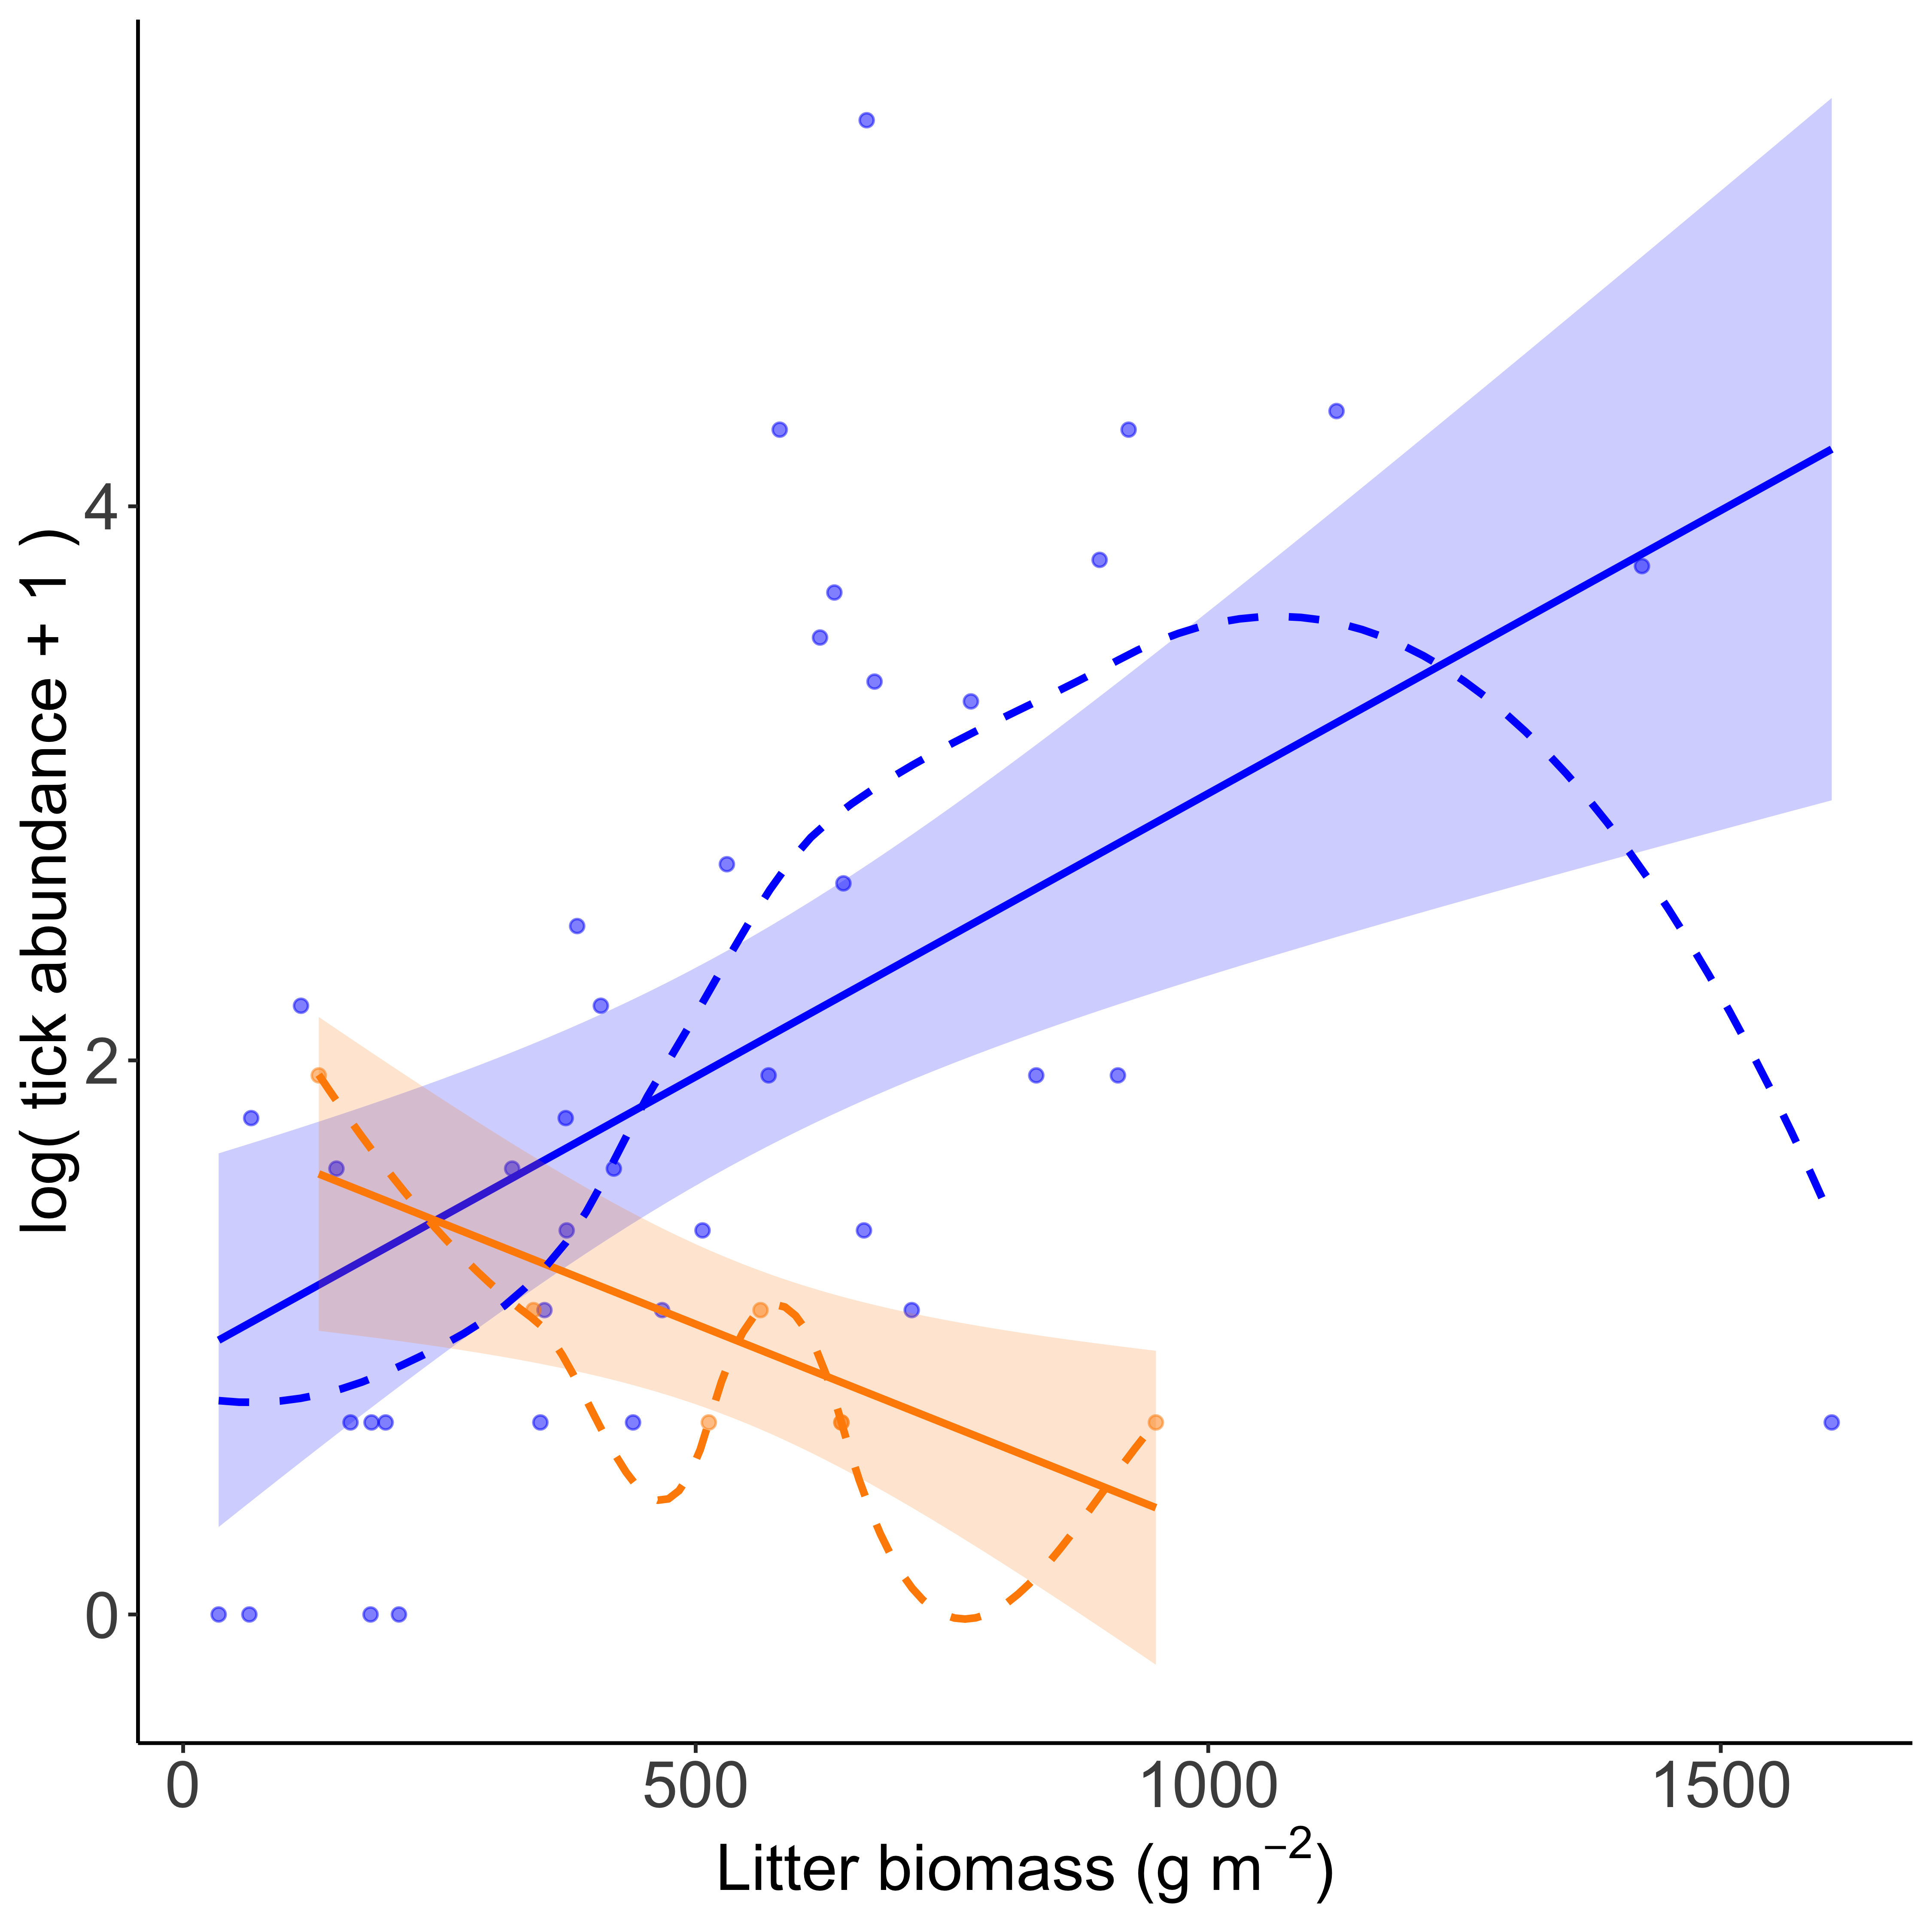 log( tick abundance + 1 )
4
2
0
0 500 1000 1500
Litter biomass (g m⁻²)